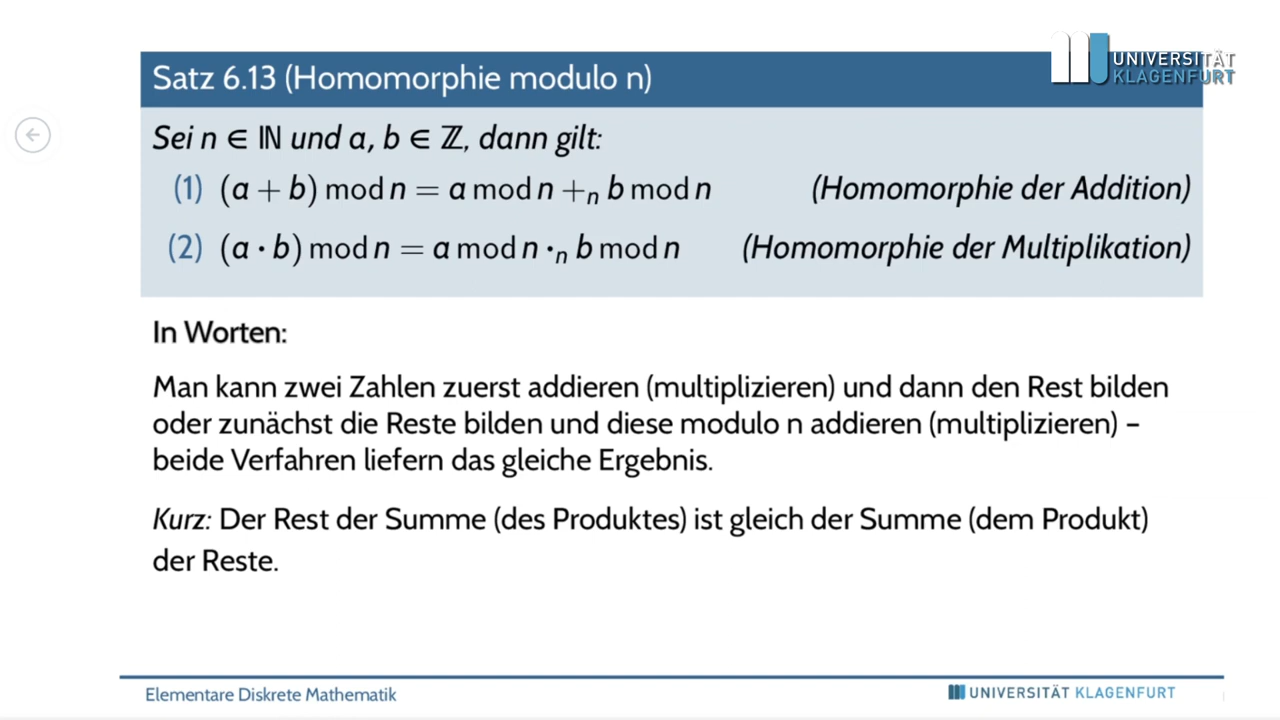 UNIVERSITÄT
KLAGENFURT
Satz 6.13 (Homomorphie modulo n)
Sei n ∈ ℕ und a, b ∈ ℤ, dann gilt:
(1) (a + b) mod n = a mod n +ₙ b mod n (Homomorphie der Addition)
(2) (a · b) mod n = a mod n ·ₙ b mod n (Homomorphie der Multiplikation)
In Worten:
Man kann zwei Zahlen zuerst addieren (multiplizieren) und dann den Rest bilden
oder zunächst die Reste bilden und diese modulo n addieren (multiplizieren) –
beide Verfahren liefern das gleiche Ergebnis.
Kurz: Der Rest der Summe (des Produktes) ist gleich der Summe (dem Produkt)
der Reste.
Elementare Diskrete Mathematik UNIVERSITÄT KLAGENFURT